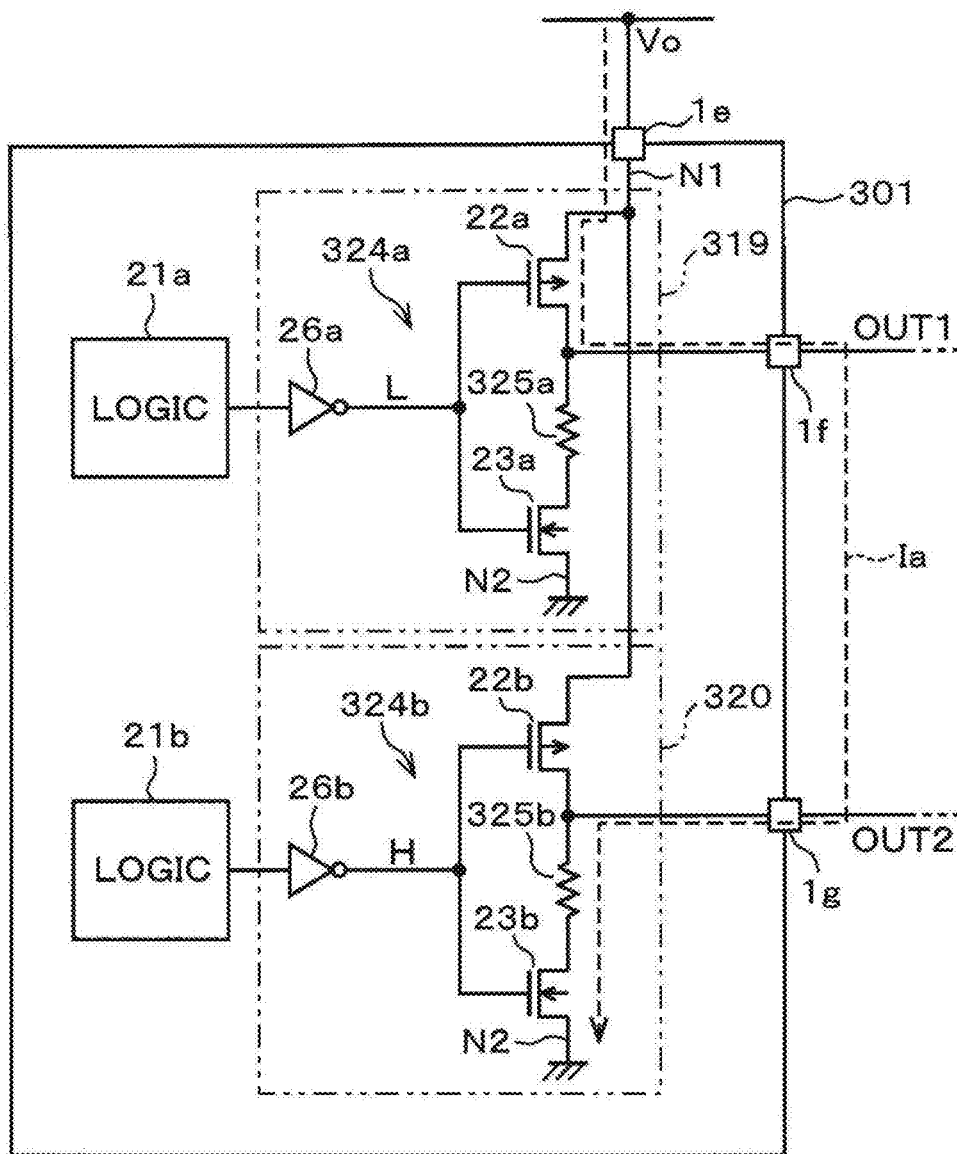 Vo
1e
N1
301
22a
319
324a
21a
26a
OUT1
L
325a
LOGIC
1f
23a
Ia
N2
22b
320
324b
21b
26b
325b
H
OUT2
LOGIC
1g
23b
N2